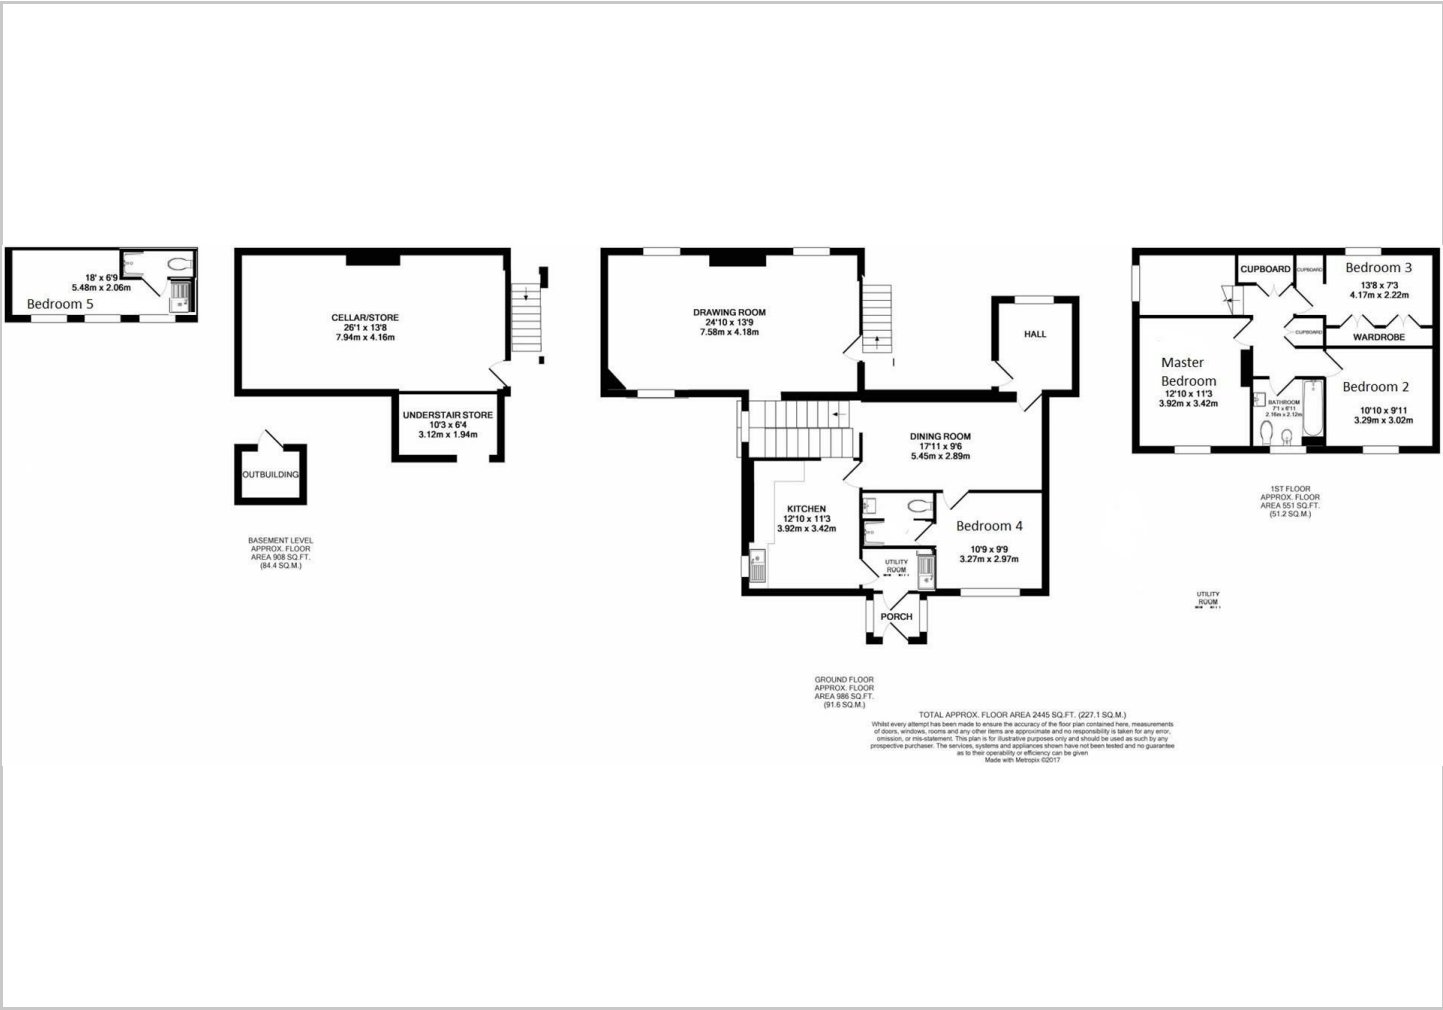 18' x 6'9
5.48m x 2.06m
Bedroom 5
CELLAR/STORE
26'1 x 13'8
7.94m x 4.16m
UNDERSTAIR STORE
10'3 x 6'4
3.12m x 1.94m
OUTBUILDING
BASEMENT LEVEL
APPROX. FLOOR
AREA 908 SQ.FT.
(84.4 SQ.M.)
DRAWING ROOM
24'10 x 13'9
7.58m x 4.18m
HALL
DINING ROOM
17'11 x 9'6
5.45m x 2.89m
KITCHEN
12'10 x 11'3
3.92m x 3.42m
Bedroom 4
10'9 x 9'9
3.27m x 2.97m
UTILITY
ROOM
PORCH
GROUND FLOOR
APPROX. FLOOR
AREA 986 SQ.FT.
(91.6 SQ.M.)
CUPBOARD
CUPBOARD
Bedroom 3
13'8 x 7'3
4.17m x 2.22m
CUPBOARD
WARDROBE
Master
Bedroom
12'10 x 11'3
3.92m x 3.42m
Bedroom 2
10'10 x 9'11
3.29m x 3.02m
BATHROOM
7'1 x 6'11
2.16m x 2.12m
1ST FLOOR
APPROX. FLOOR
AREA 551 SQ.FT.
(51.2 SQ.M.)
UTILITY
ROOM
TOTAL APPROX. FLOOR AREA 2445 SQ.FT. (227.1 SQ.M.)
Whilst every attempt has been made to ensure the accuracy of the floor plan contained here, measurements
of doors, windows, rooms and any other items are approximate and no responsibility is taken for any error,
omission, or mis-statement. This plan is for illustrative purposes only and should be used as such by any
prospective purchaser. The services, systems and appliances shown have not been tested and no guarantee
as to their operability or efficiency can be given
Made with Metropix ©2017